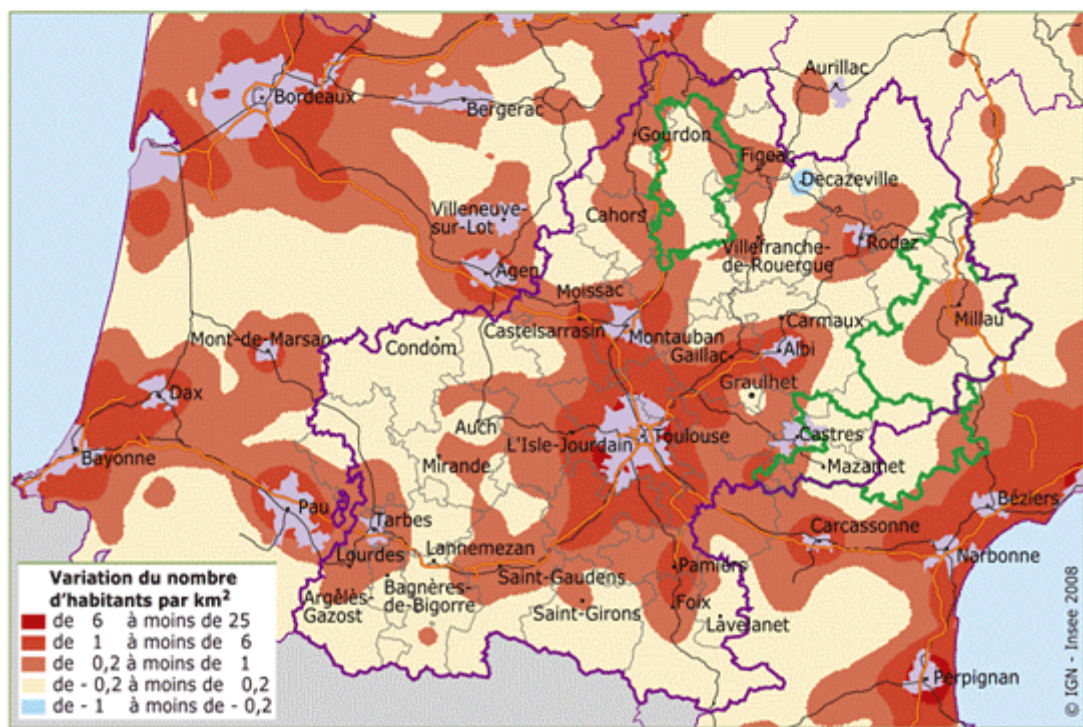 Aurillac
Bordeaux
Bergerac
Gourdon
Figeac
Decazeville
Villeneuve-
sur-Lot
Cahors
Villefranche-
de-Rouergue
Rodez
Agen
Moissac
Castelsarrasin
Montauban
Carmaux
Millau
Mont-de-Marsan
Condom
Gaillac
Albi
Dax
Graulhet
Auch
L'Isle-Jourdain
Toulouse
Castres
Bayonne
Mirande
Mazamet
Pau
Tarbes
Carcassonne
Béziers
Lourdes
Lannemezan
Narbonne
Argelès-
Gazost
Bagnères-
de-Bigorre
Saint-Gaudens
Pamiers
Saint-Girons
Foix
Lavelanet
Perpignan
Variation du nombre
d'habitants par km²
de 6 à moins de 25
de 1 à moins de 6
de 0,2 à moins de 1
de - 0,2 à moins de 0,2
de - 1 à moins de - 0,2
© IGN - Insee 2008